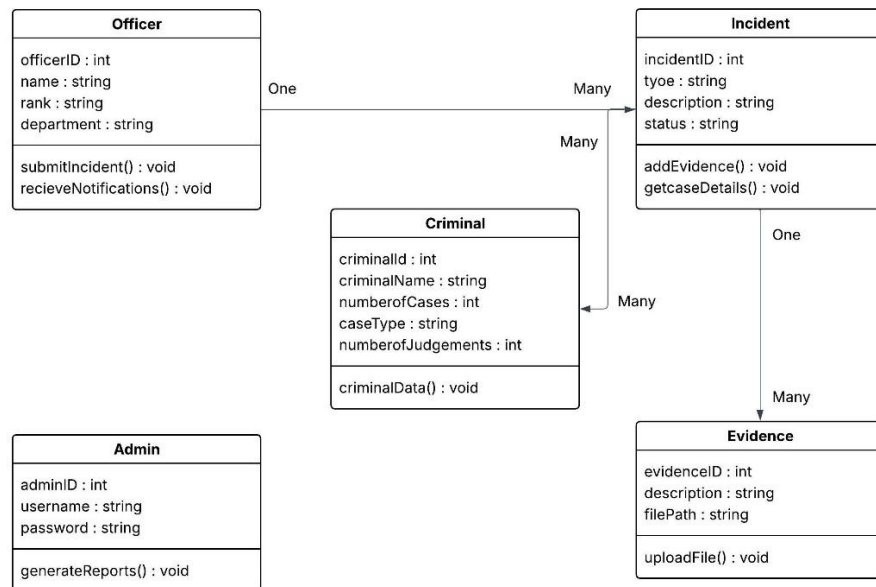 Officer
officerID : int
name : string
rank : string
department : string
submitIncident() : void
recieveNotifications() : void
One
Many
Many
Incident
incidentID : int
tyoe : string
description : string
status : string
addEvidence() : void
getcaseDetails() : void
Criminal
criminalId : int
criminalName : string
numberofCases : int
caseType : string
numberofJudgements : int
criminalData() : void
Many
One
Many
Admin
adminID : int
username : string
password : string
generateReports() : void
Evidence
evidenceID : int
description : string
filePath : string
uploadFile() : void